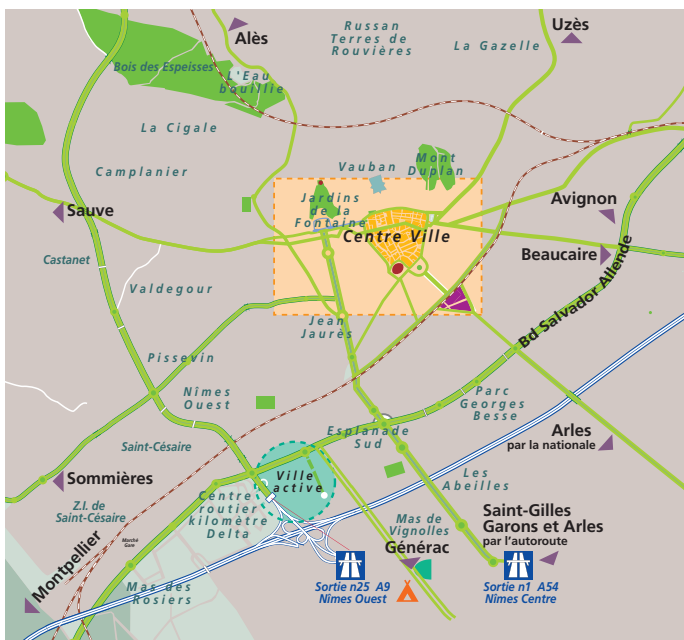 Russan
Terres de
Rouvières
Uzès
Alès
La Gazelle
Bois des Espeisses
L'Eau
bouillie
La Cigale
Camplanier
Vauban
Mont
Duplan
Sauve
Jardins
de la
Fontaine
Avignon
Centre Ville
Castanet
Beaucaire
Valdegour
Bd Salvador Allende
Jean
Jaurès
Pissevin
Nîmes
Ouest
Parc
Georges
Besse
Esplanade
Sud
Arles
par la nationale
Saint-Césaire
Sommières
Ville
active
Les
Abeilles
Z.I. de
Saint-Césaire
Centre
routier
kilomètre
Delta
Mas de
Vignolles
Saint-Gilles
Garons et Arles
par l'autoroute
Marché
Gare
Générac
Montpellier
Mas des
Rosiers
Sortie n25 A9
Nîmes Ouest
Sortie n1 A54
Nîmes Centre